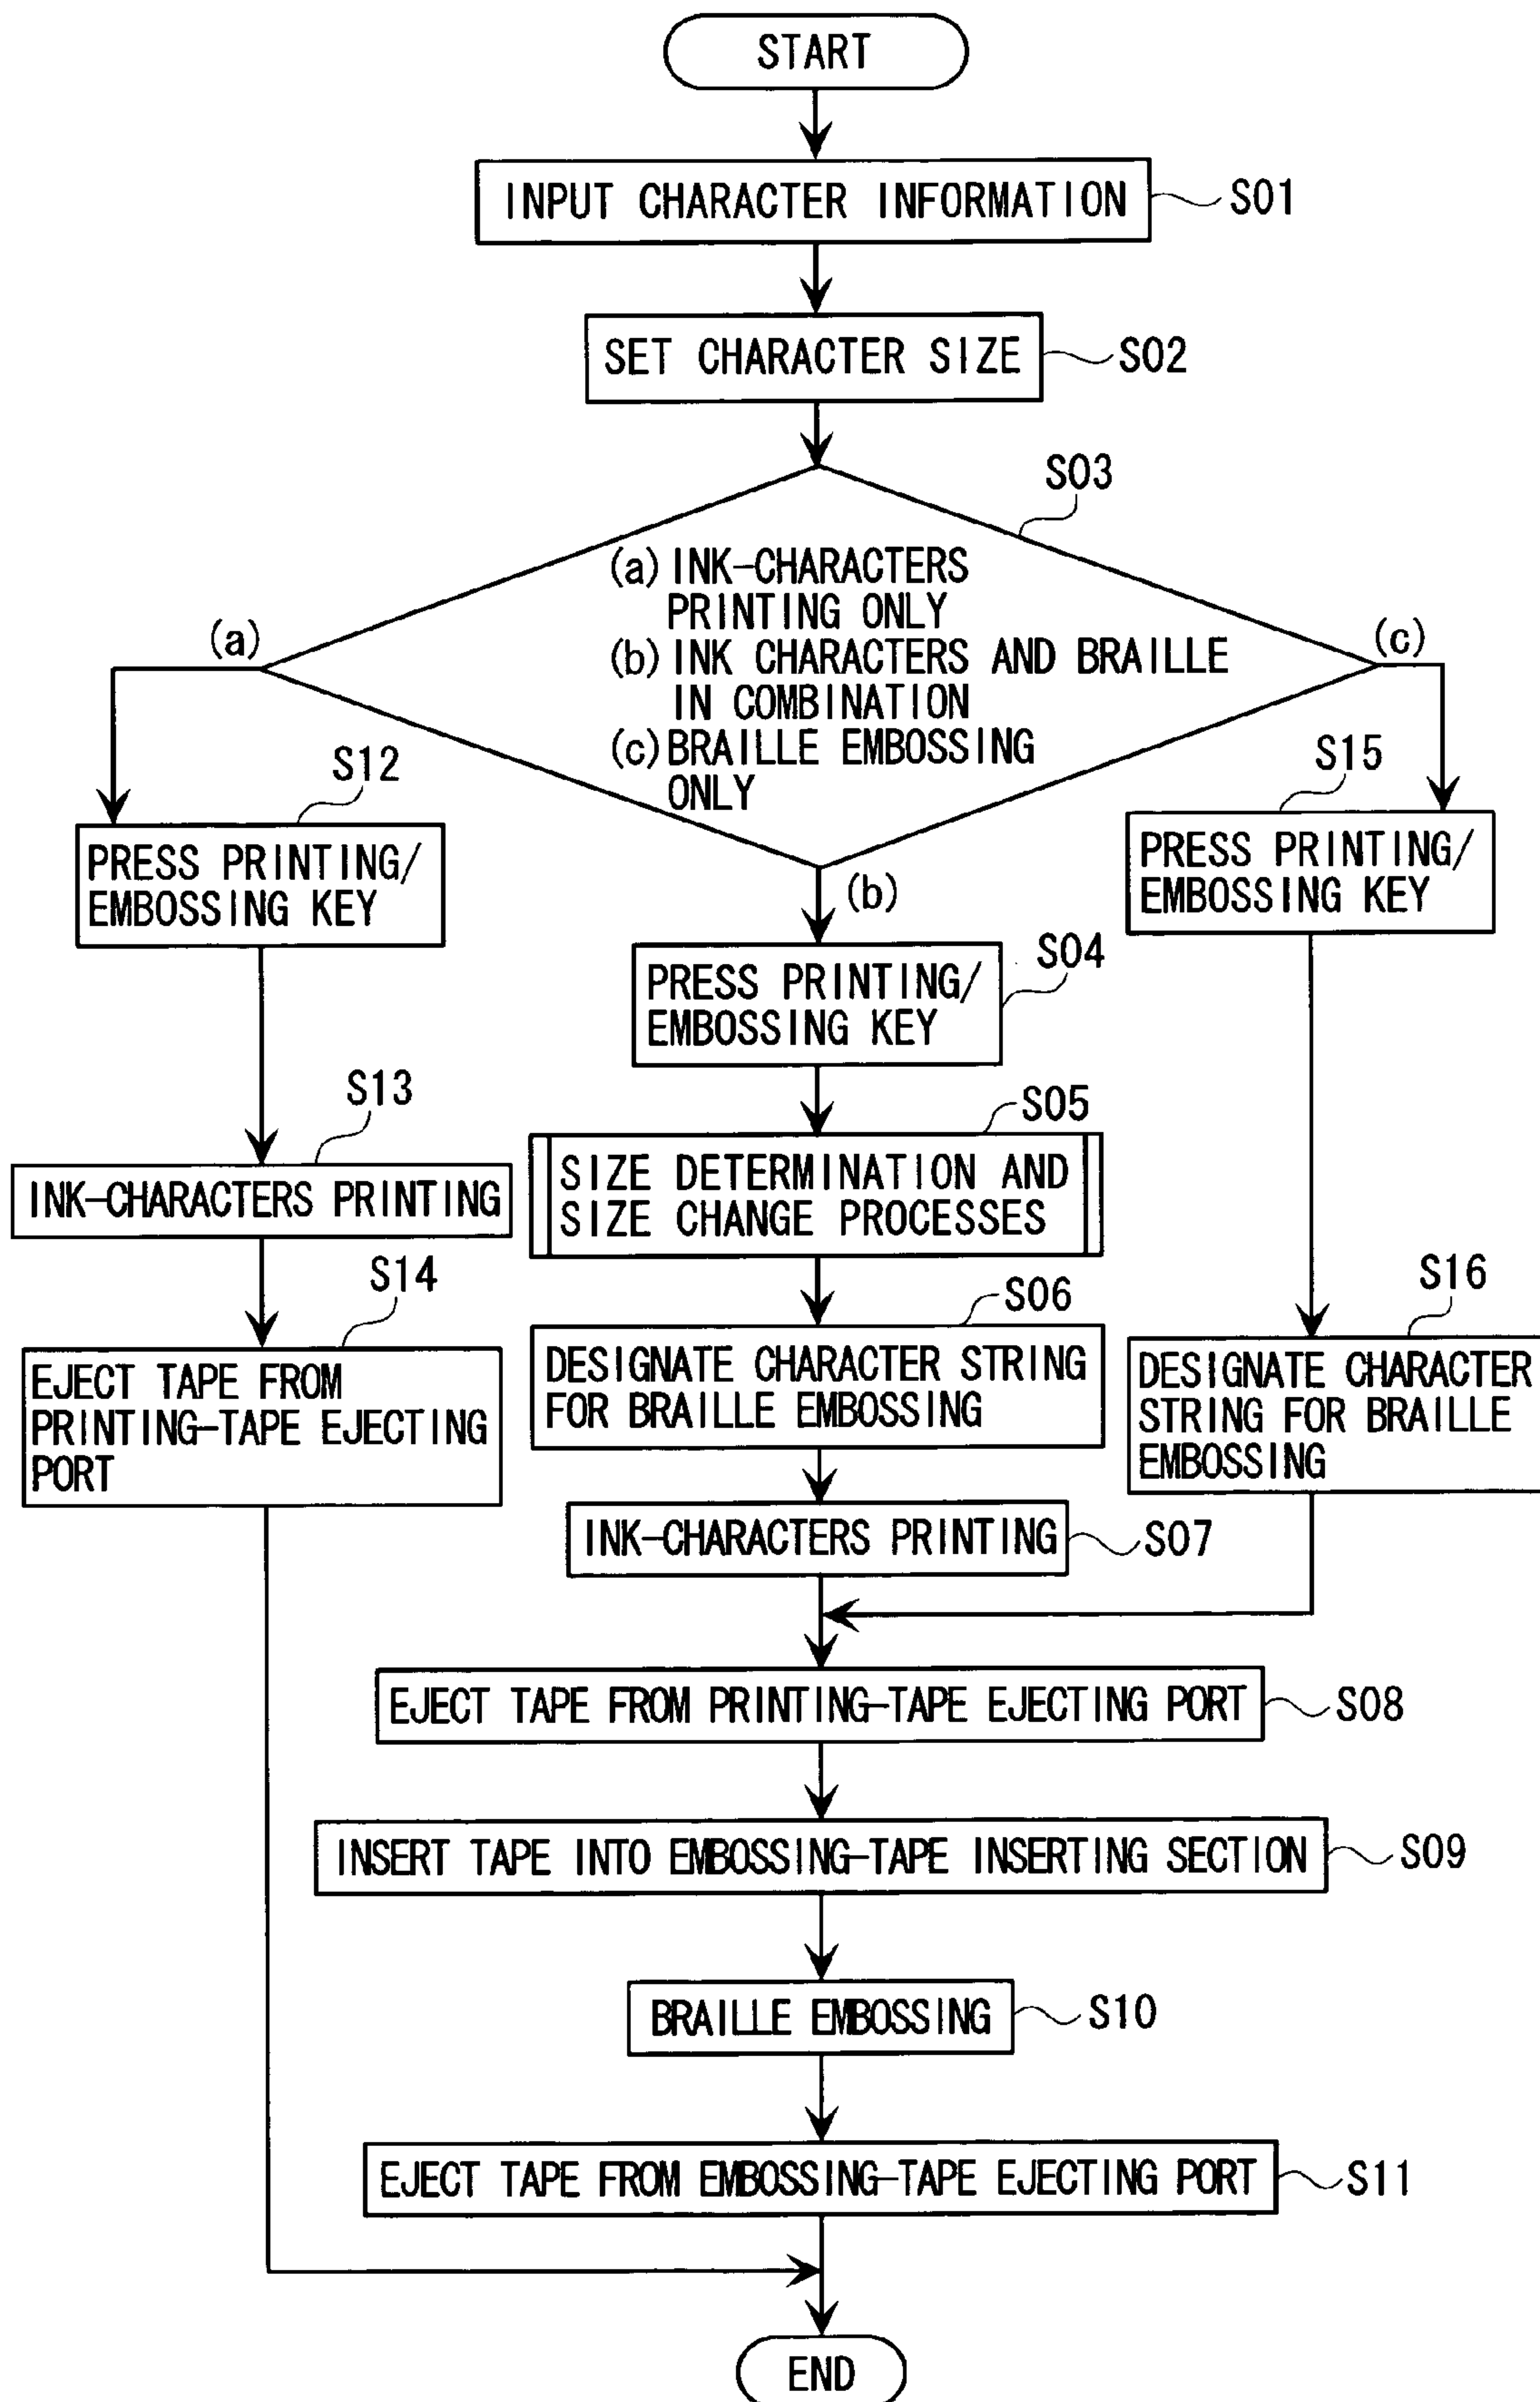 START
INPUT CHARACTER INFORMATION
S01
SET CHARACTER SIZE
S02
S03
(a) INK-CHARACTERS
PRINTING ONLY
(b) INK CHARACTERS AND BRAILLE
IN COMBINATION
(c) BRAILLE EMBOSSING
ONLY
(a)
(c)
(b)
S12
PRESS PRINTING/
EMBOSSING KEY
S13
INK-CHARACTERS PRINTING
S14
EJECT TAPE FROM
PRINTING-TAPE EJECTING
PORT
S04
PRESS PRINTING/
EMBOSSING KEY
S05
SIZE DETERMINATION AND
SIZE CHANGE PROCESSES
S06
DESIGNATE CHARACTER STRING
FOR BRAILLE EMBOSSING
INK-CHARACTERS PRINTING
S07
S15
PRESS PRINTING/
EMBOSSING KEY
S16
DESIGNATE CHARACTER
STRING FOR BRAILLE
EMBOSSING
EJECT TAPE FROM PRINTING-TAPE EJECTING PORT
S08
INSERT TAPE INTO EMBOSSING-TAPE INSERTING SECTION
S09
BRAILLE EMBOSSING
S10
EJECT TAPE FROM EMBOSSING-TAPE EJECTING PORT
S11
END